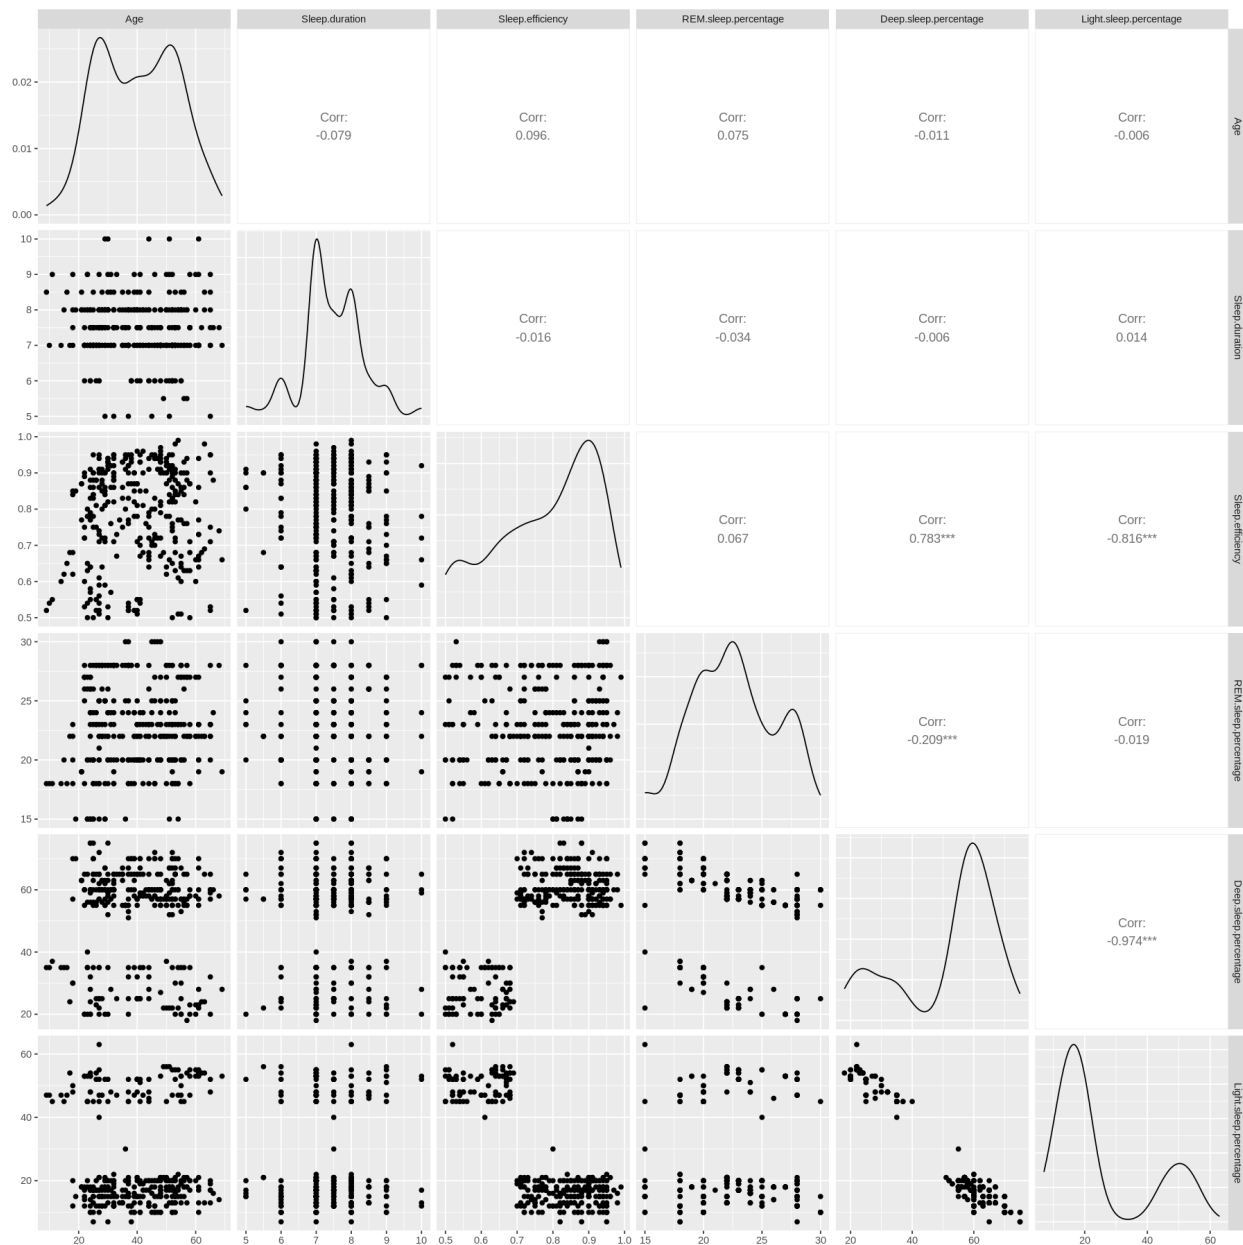 Age
Sleep.duration
Sleep.efficiency
REM.sleep.percentage
Deep.sleep.percentage
Light.sleep.percentage
0.02
0.01
0.00
Corr:
-0.079
Corr:
0.096.
Corr:
0.075
Corr:
-0.011
Corr:
-0.006
Age
10
9
8
7
6
5
Corr:
-0.016
Corr:
-0.034
Corr:
-0.006
Corr:
0.014
Sleep.duration
1.0
0.9
0.8
0.7
0.6
0.5
Corr:
0.067
Corr:
0.783***
Corr:
-0.816***
Sleep.efficiency
30
25
20
15
Corr:
-0.209***
Corr:
-0.019
REM.sleep.percentage
60
40
20
Corr:
-0.974***
Deep.sleep.percentage
60
40
20
Light.sleep.percentage
20 40 60
5 6 7 8 9 10
0.5 0.6 0.7 0.8 0.9 1.0
15 20 25 30
20 40 60
20 40 60